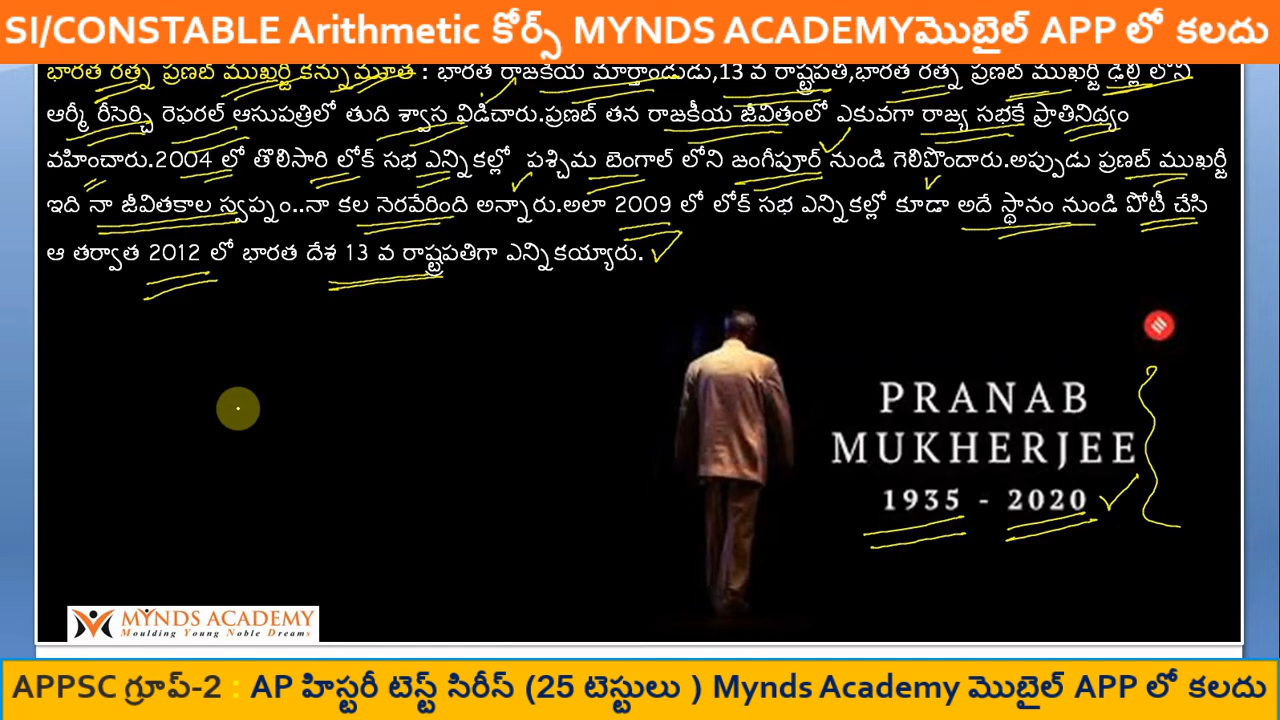 SI/CONSTABLE Arithmetic కోర్స్ MYNDS ACADEMYమొబైల్ APP లో కలదు
భారత రత్న ప్రణబ్ ముఖర్జీ కన్నుమూత : భారత రాజకీయ మార్తాండుడు,13 వ రాష్ట్రపతి,భారత రత్న ప్రణబ్ ముఖర్జీ ఢిల్లీ లోని
ఆర్మీ రీసెర్చి రెఫరల్ ఆసుపత్రిలో తుది శ్వాస విడిచారు.ప్రణబ్ తన రాజకీయ జీవితంలో ఎకువగా రాజ్య సభకే ప్రాతినిధ్యం
వహించారు.2004 లో తొలిసారి లోక్ సభ ఎన్నికల్లో పశ్చిమ బెంగాల్ లోని జంగీపూర్ నుండి గెలిపొందారు.అప్పుడు ప్రణబ్ ముఖర్జీ
ఇది నా జీవితకాల స్వప్నం..నా కల నెరవేరింది అన్నారు.అలా 2009 లో లోక్ సభ ఎన్నికల్లో కూడా అదే స్థానం నుండి పోటీ చేసి
ఆ తర్వాత 2012 లో భారత దేశ 13 వ రాష్ట్రపతిగా ఎన్నికయ్యారు.
PRANAB
MUKHERJEE
1935 - 2020
MYNDS ACADEMY
Moulding Young Noble Dreams
APPSC గ్రూప్-2 : AP హిస్టరీ టెస్ట్ సిరీస్ (25 టెస్టులు ) Mynds Academy మొబైల్ APP లో కలదు